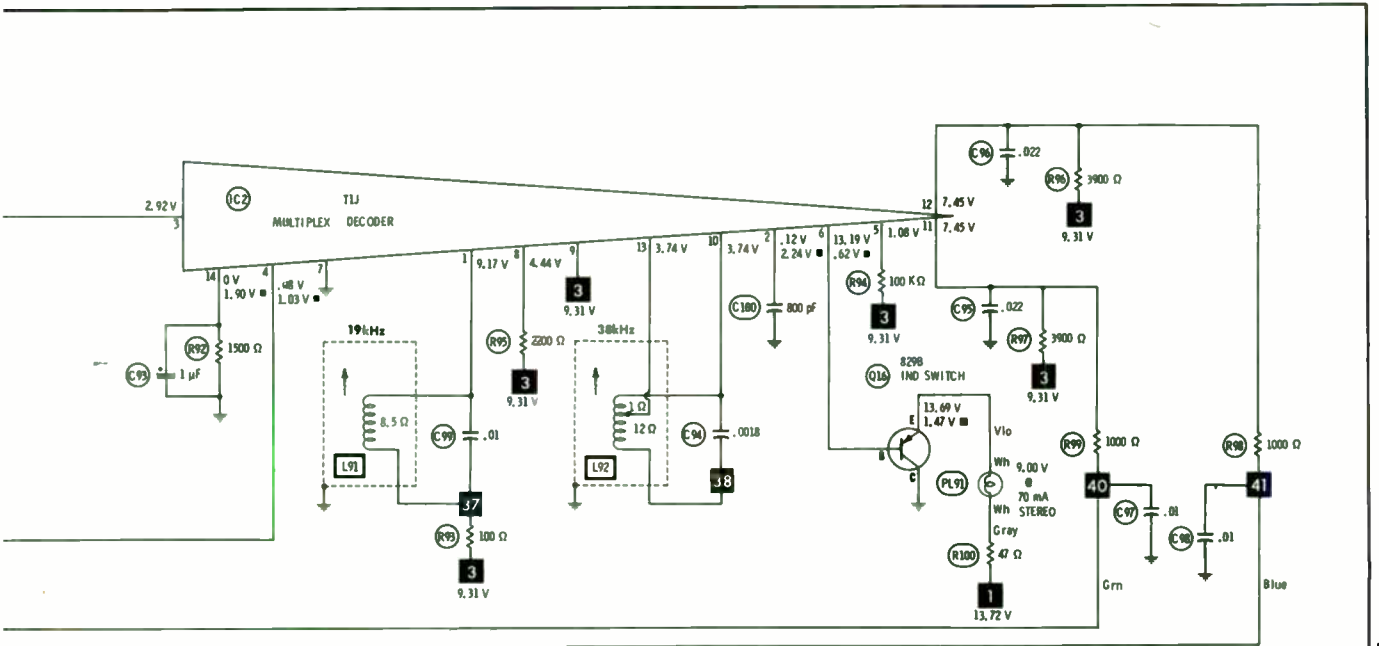 C96
.022
R96
3900 Ω
3
9.31 V
IC2
T1J
MULTIPLEX DECODER
2.92 V
3
12
7.45 V
11
7.45 V
14
0 V
1.90 V ■
4
.48 V
1.03 V ■
7
1
9.17 V
8
4.44 V
9
3
9.31 V
13
3.74 V
10
3.74 V
2
.12 V
2.24 V ■
6
13.19 V
.62 V ■
5
1.08 V
R94
100 KΩ
3
9.31 V
C93
1 µF
R92
1500 Ω
19kHz
8.5 Ω
L91
C99
.01
37
R93
100 Ω
3
9.31 V
R95
2200 Ω
3
9.31 V
38kHz
1 Ω
12 Ω
L92
C94
.0018
38
C100
800 pF
C95
.022
R97
3900 Ω
3
9.31 V
829B
Q16
IND SWITCH
E
13.69 V
1.47 V ■
B
C
Vio
Wh
PL91
9.00 V
@
70 mA
STEREO
Wh
Gray
R100
47 Ω
1
13.72 V
R99
1000 Ω
40
C97
.01
Grn
R98
1000 Ω
41
C98
.01
Blue